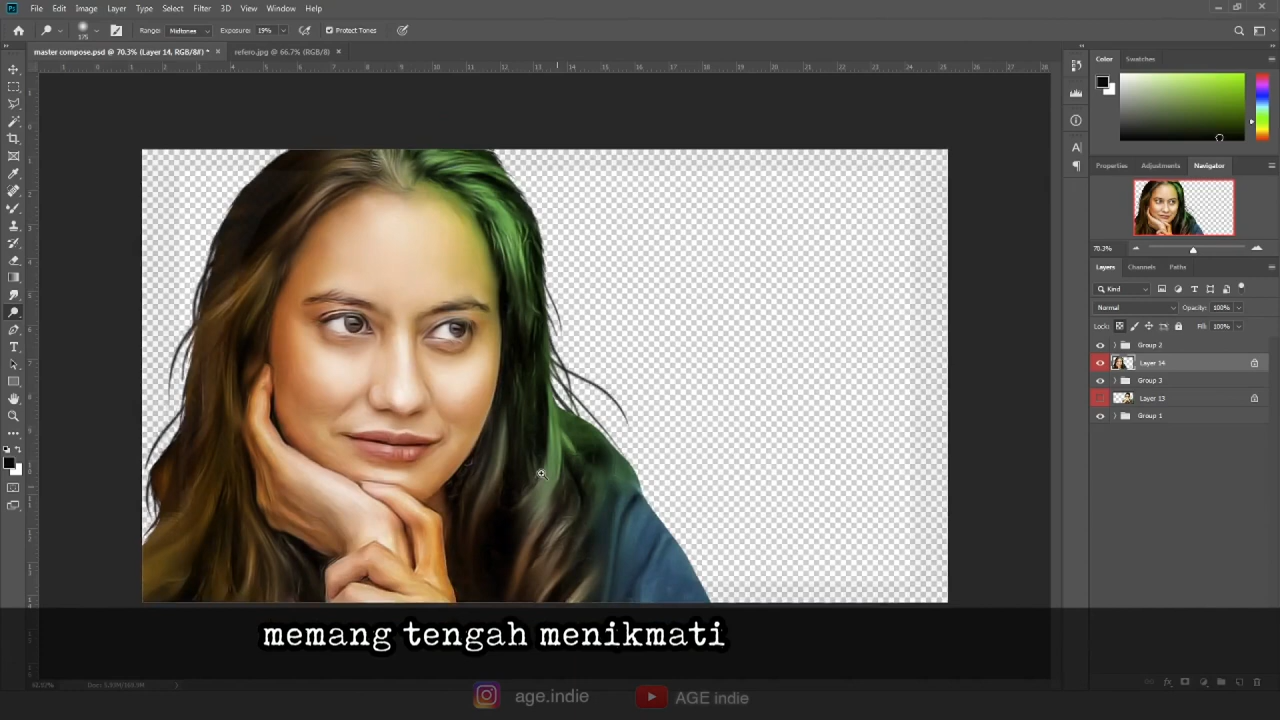 File Edit Image Layer Type Select Filter 3D View Window Help
175 Range: Midtones Exposure: 19% Protect Tones
master compose.psd @ 70.3% (Layer 14, RGB/8#) * × refero.jpg @ 66.7% (RGB/8) ×
Color Swatches
Properties Adjustments Navigator
70.3%
Layers Channels Paths
Kind
Normal Opacity: 100%
Lock: Fill: 100%
Group 2
Layer 14
Group 3
Layer 13
Group 1
memang tengah menikmati
age.indie AGE indie